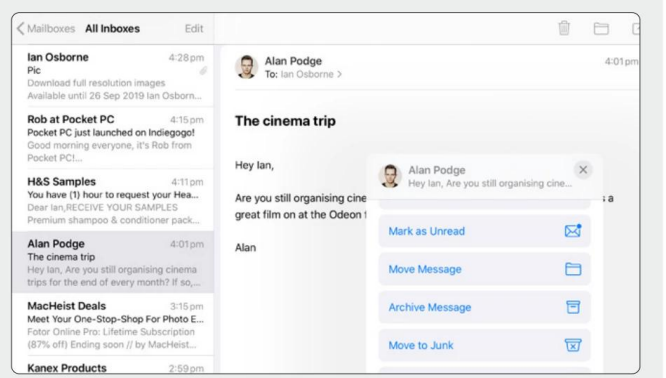 Mailboxes All Inboxes Edit
Ian Osborne 4:28 pm
Pic
Download full resolution images
Available until 26 Sep 2019 Ian Osborn...
Rob at Pocket PC 4:15 pm
Pocket PC just launched on Indiegogo!
Good morning everyone, it's Rob from
Pocket PC!...
H&S Samples 4:11 pm
You have (1) hour to request your Hea...
Dear Ian,RECEIVE YOUR SAMPLES
Premium shampoo & conditioner pack...
Alan Podge 4:01 pm
The cinema trip
Hey Ian, Are you still organising cinema
trips for the end of every month? If so,...
MacHeist Deals 3:15 pm
Meet Your One-Stop-Shop For Photo E...
Fotor Online Pro: Lifetime Subscription
(87% off) Ending soon // by MacHeist...
Kanex Products 2:59 pm
Alan Podge 4:01 pm
To: Ian Osborne >
The cinema trip
Hey Ian,
Are you still organising cine s a
great film on at the Odeon
Alan
Alan Podge
Hey Ian, Are you still organising cine...
Mark as Unread
Move Message
Archive Message
Move to Junk